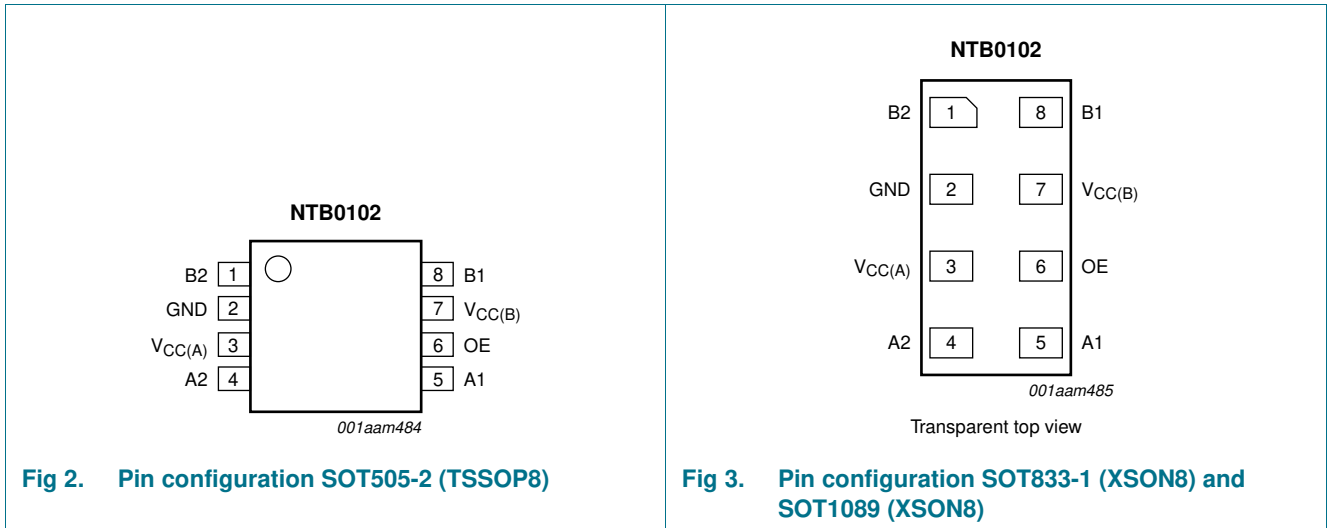 NTB0102
B2 1 8 B1
GND 2 7 VCC(B)
VCC(A) 3 6 OE
A2 4 5 A1
001aam484
Fig 2. Pin configuration SOT505-2 (TSSOP8)
NTB0102
B2 1 8 B1
GND 2 7 VCC(B)
VCC(A) 3 6 OE
A2 4 5 A1
001aam485
Transparent top view
Fig 3. Pin configuration SOT833-1 (XSON8) and
SOT1089 (XSON8)